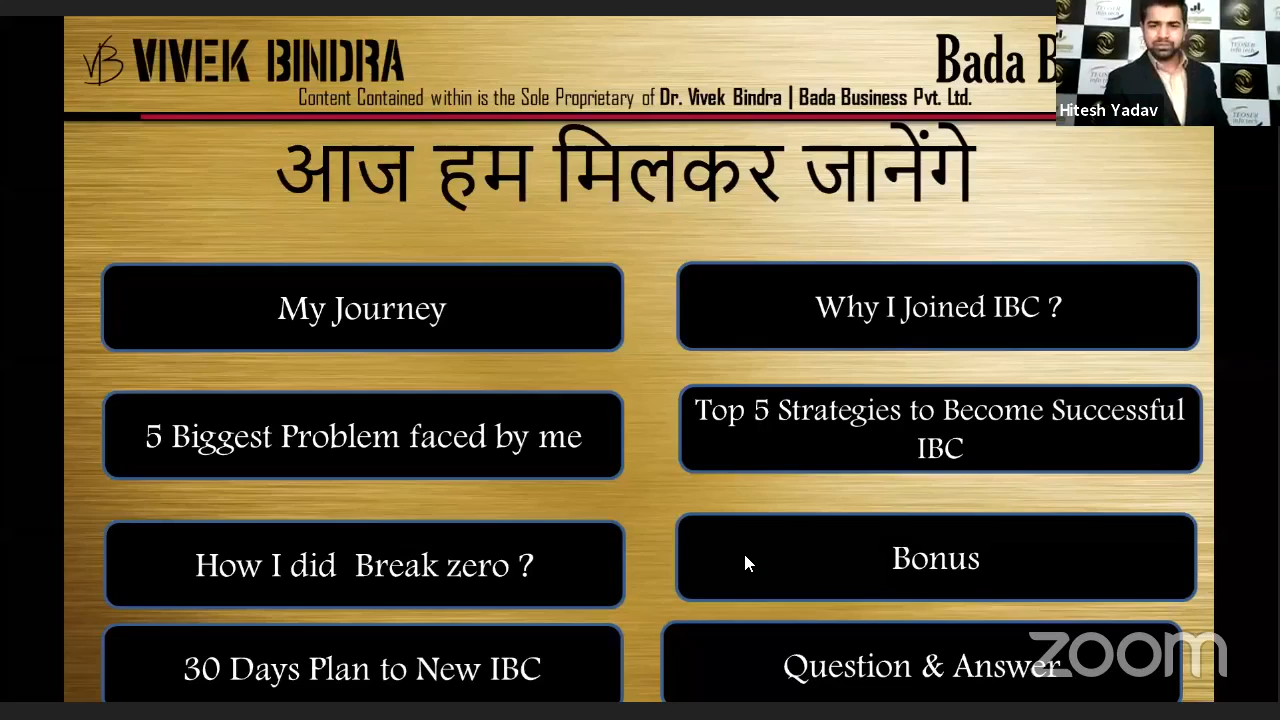 VB VIVEK BINDRA
Bada B
Content Contained within is the Sole Proprietary of Dr. Vivek Bindra | Bada Business Pvt. Ltd.
Hitesh Yadav
आज हम मिलकर जानेंगे
My Journey
Why I Joined IBC ?
5 Biggest Problem faced by me
Top 5 Strategies to Become Successful
IBC
How I did Break zero ?
Bonus
30 Days Plan to New IBC
Question & Answer
zoom